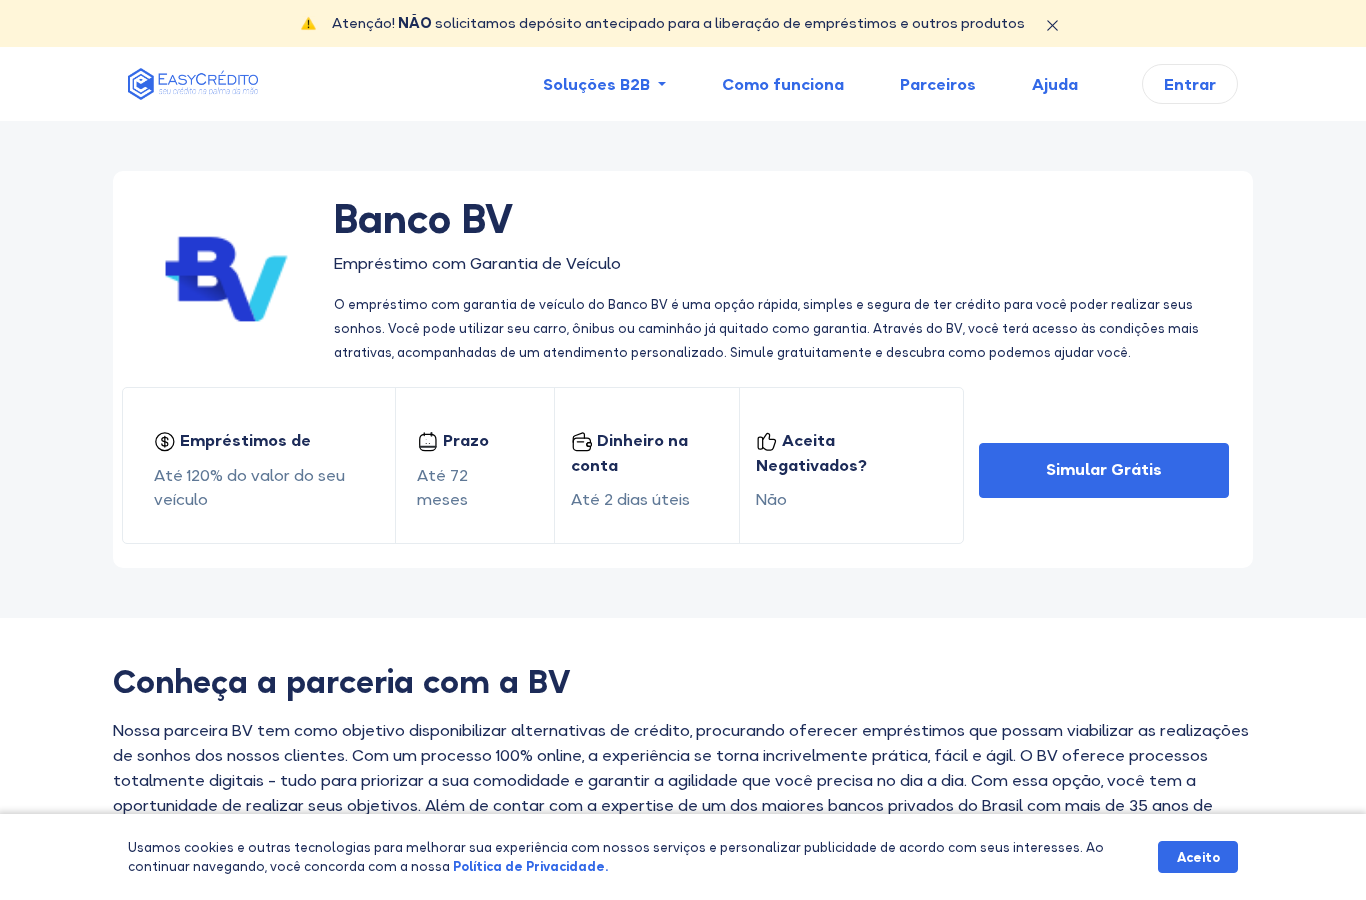 Atenção! NÃO solicitamos depósito antecipado para a liberação de empréstimos e outros produtos
EASYCRÉDITO
seu crédito na palma da mão
Soluções B2B
Como funciona
Parceiros
Ajuda
Entrar
BV
Banco BV
Empréstimo com Garantia de Veículo
O empréstimo com garantia de veículo do Banco BV é uma opção rápida, simples e segura de ter crédito para você poder realizar seus
sonhos. Você pode utilizar seu carro, ônibus ou caminhão já quitado como garantia. Através do BV, você terá acesso às condições mais
atrativas, acompanhadas de um atendimento personalizado. Simule gratuitamente e descubra como podemos ajudar você.
Empréstimos de
Até 120% do valor do seu
veículo
Prazo
Até 72
meses
Dinheiro na
conta
Até 2 dias úteis
Aceita
Negativados?
Não
Simular Grátis
Conheça a parceria com a BV
Nossa parceira BV tem como objetivo disponibilizar alternativas de crédito, procurando oferecer empréstimos que possam viabilizar as realizações
de sonhos dos nossos clientes. Com um processo 100% online, a experiência se torna incrivelmente prática, fácil e ágil. O BV oferece processos
totalmente digitais - tudo para priorizar a sua comodidade e garantir a agilidade que você precisa no dia a dia. Com essa opção, você tem a
oportunidade de realizar seus objetivos. Além de contar com a expertise de um dos maiores bancos privados do Brasil com mais de 35 anos de
Usamos cookies e outras tecnologias para melhorar sua experiência com nossos serviços e personalizar publicidade de acordo com seus interesses. Ao
continuar navegando, você concorda com a nossa Política de Privacidade.
Aceito